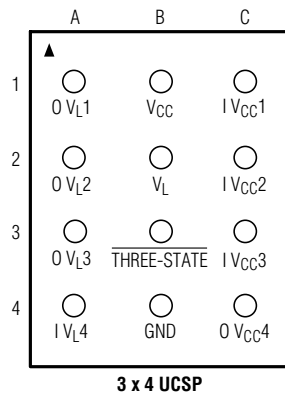 A B C
1
O VL1 VCC I VCC1
2
O VL2 VL I VCC2
3
O VL3 THREE-STATE I VCC3
4
I VL4 GND O VCC4
3 x 4 UCSP